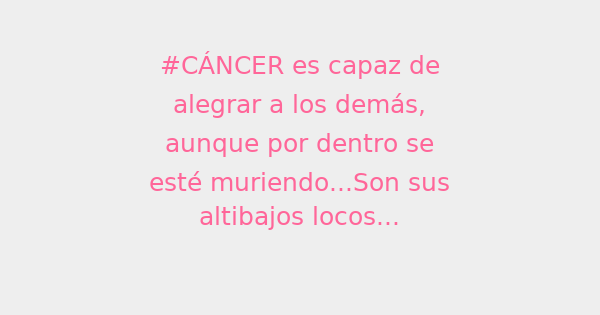 #CÁNCER es capaz de
alegrar a los demás,
aunque por dentro se
esté muriendo...Son sus
altibajos locos...